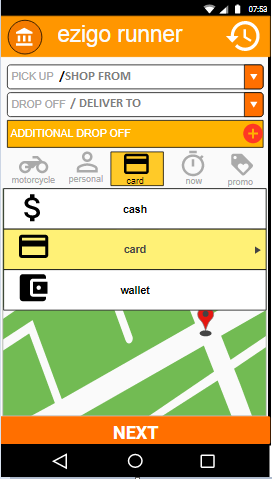 07:53
ezigo runner
PICK UP /SHOP FROM
DROP OFF / DELIVER TO
ADDITIONAL DROP OFF
motorcycle personal card now promo
$ cash
card
wallet
NEXT